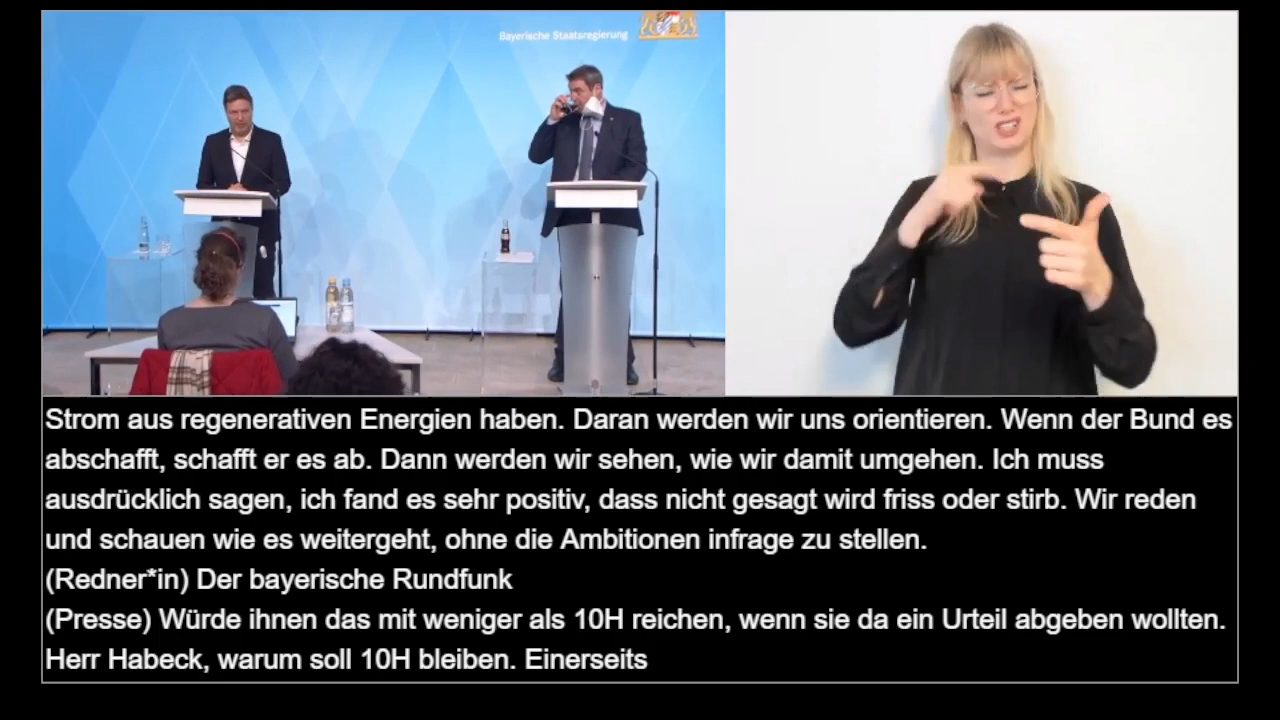 Bayerische Staatsregierung
Strom aus regenerativen Energien haben. Daran werden wir uns orientieren. Wenn der Bund es
abschafft, schafft er es ab. Dann werden wir sehen, wie wir damit umgehen. Ich muss
ausdrücklich sagen, ich fand es sehr positiv, dass nicht gesagt wird friss oder stirb. Wir reden
und schauen wie es weitergeht, ohne die Ambitionen infrage zu stellen.
(Redner*in) Der bayerische Rundfunk
(Presse) Würde ihnen das mit weniger als 10H reichen, wenn sie da ein Urteil abgeben wollten.
Herr Habeck, warum soll 10H bleiben. Einerseits